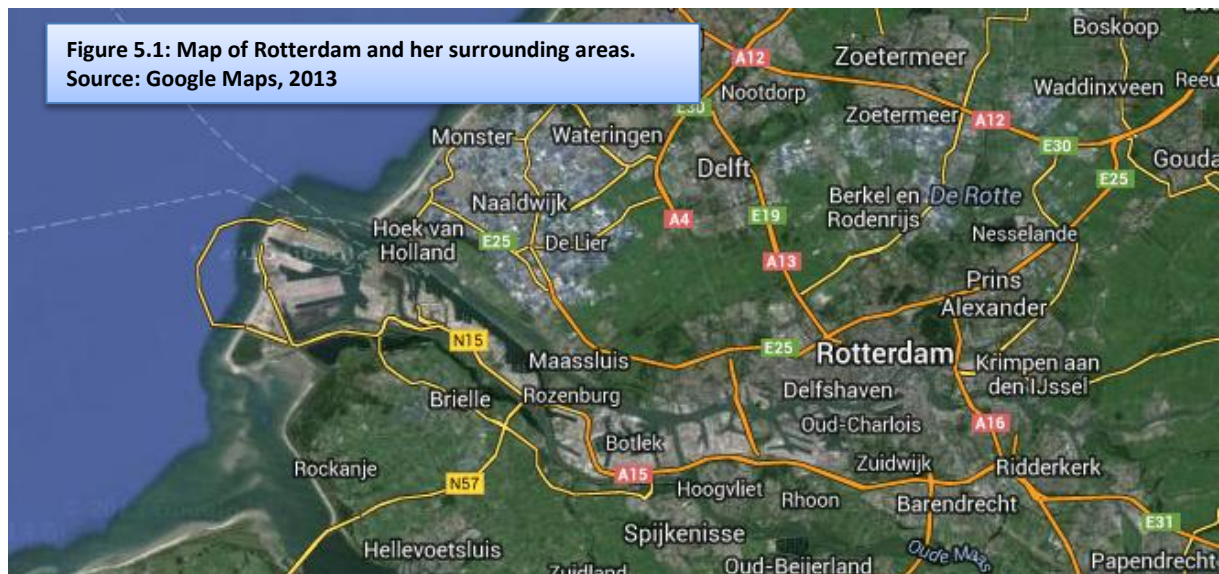 Figure 5.1: Map of Rotterdam and her surrounding areas.
Source: Google Maps, 2013
Boskoop
A12
Zoetermeer
Waddinxveen
Reeu
E30
Nootdorp
Zoetermeer
A12
Monster
Wateringen
E30
Gouda
Delft
E25
Naaldwijk
Berkel en
Rodenrijs
De Rotte
A4
E19
Hoek van
Holland
E25
De Lier
Nesselande
A13
Prins
Alexander
N15
Maassluis
E25
Rotterdam
Krimpen aan
den IJssel
Brielle
Rozenburg
Delfshaven
A16
Oud-Charlois
Botlek
Rockanje
N57
A15
Zuidwijk
Ridderkerk
Hoogvliet
Rhoon
Barendrecht
E31
Spijkenisse
Hellevoetsluis
Oude Maas
Papendrecht
Zuidland
Oud-Beijerland